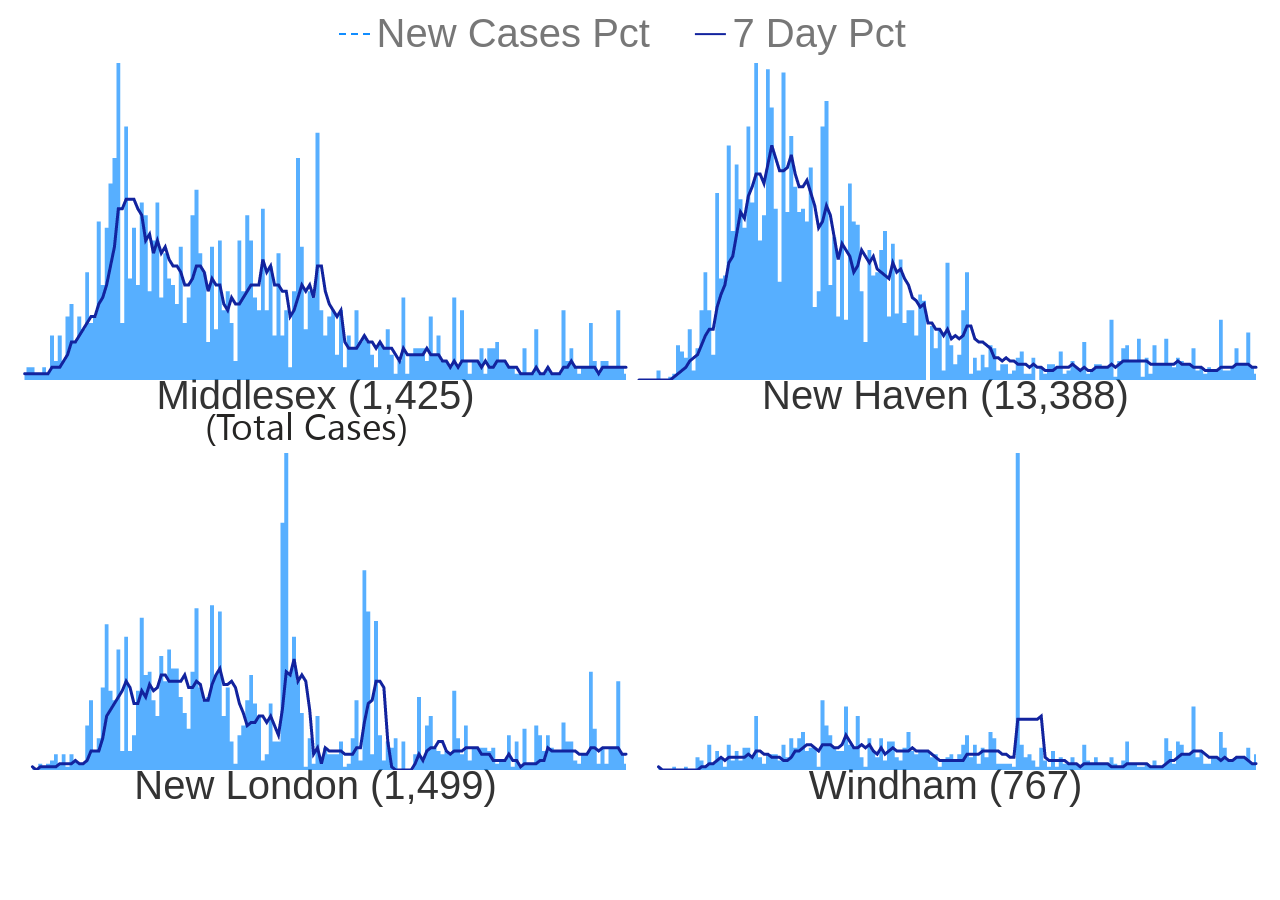 New Cases Pct 7 Day Pct
Middlesex (1,425) New Haven (13,388)
(Total Cases)
New London (1,499) Windham (767)